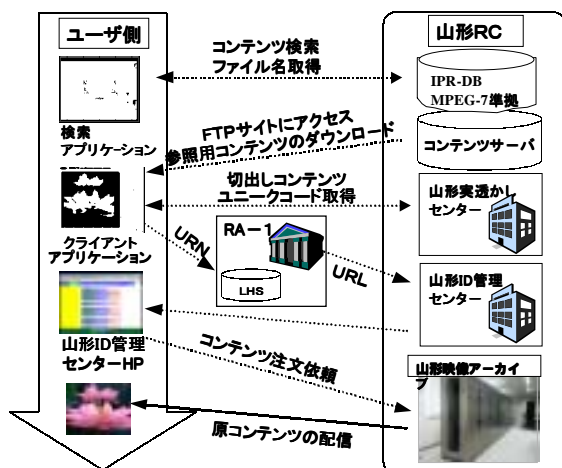 ユーザ側
山形RC
コンテンツ検索
ファイル名取得
IPR-DB
MPEG-7準拠
検索
アプリケーション
FTPサイトにアクセス
参照用コンテンツのダウンロード
コンテンツサーバ
切出しコンテンツ
ユニークコード取得
山形実透かし
センター
クライアント
アプリケーション
URN
RA-1
LHS
URL
山形ID管理
センター
山形ID管理
センターHP
コンテンツ注文依頼
山形映像アーカイ
ブ
原コンテンツの配信